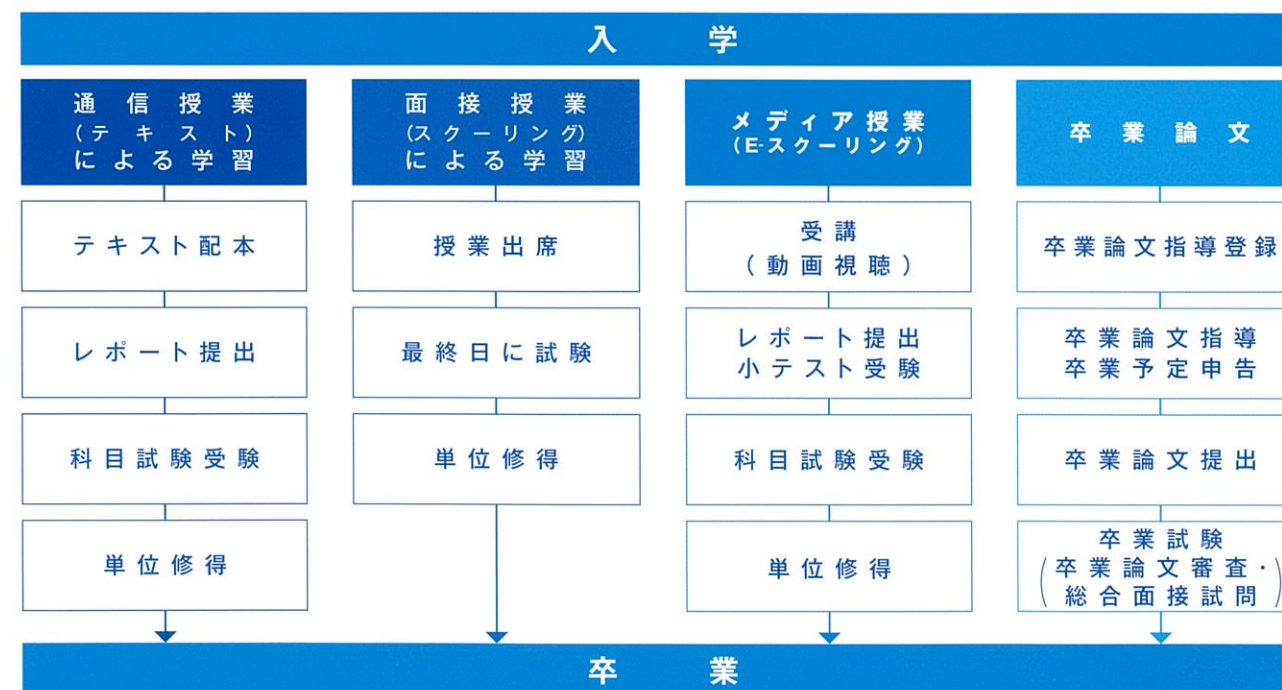 入学
通信授業
(テキスト)
による学習
テキスト配本
レポート提出
科目試験受験
単位修得
面接授業
(スクーリング)
による学習
授業出席
最終日に試験
単位修得
メディア授業
(E-スクーリング)
受講
(動画視聴)
レポート提出
小テスト受験
科目試験受験
単位修得
卒業論文
卒業論文指導登録
卒業論文指導
卒業予定申告
卒業論文提出
卒業試験
(卒業論文審査・
総合面接試問)
卒業